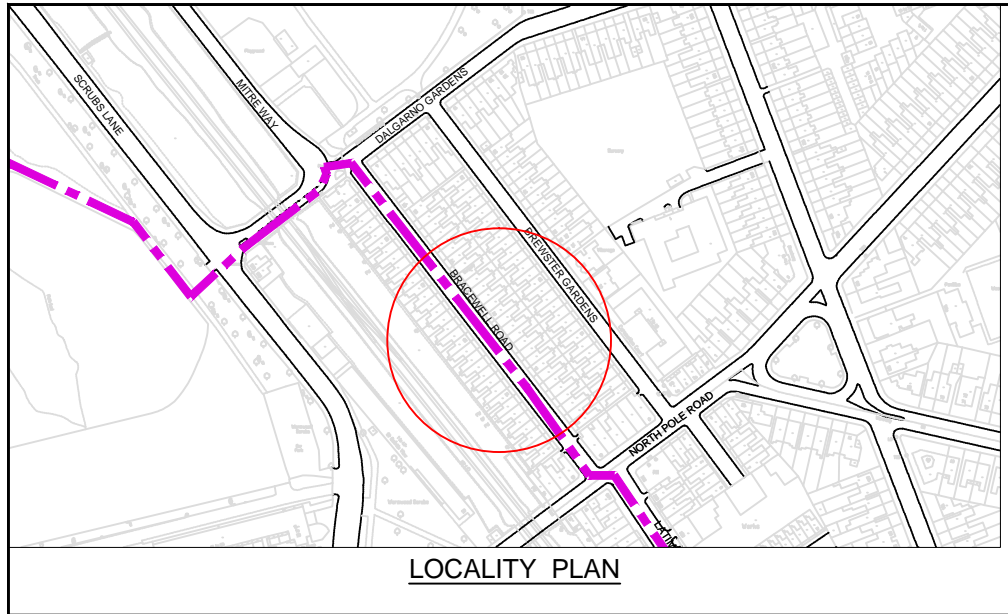 SCRUBS LANE
MITRE WAY
DALGARNO GARDENS
BREWSTER GARDENS
BRACEWELL ROAD
NORTH POLE ROAD
LOCALITY PLAN